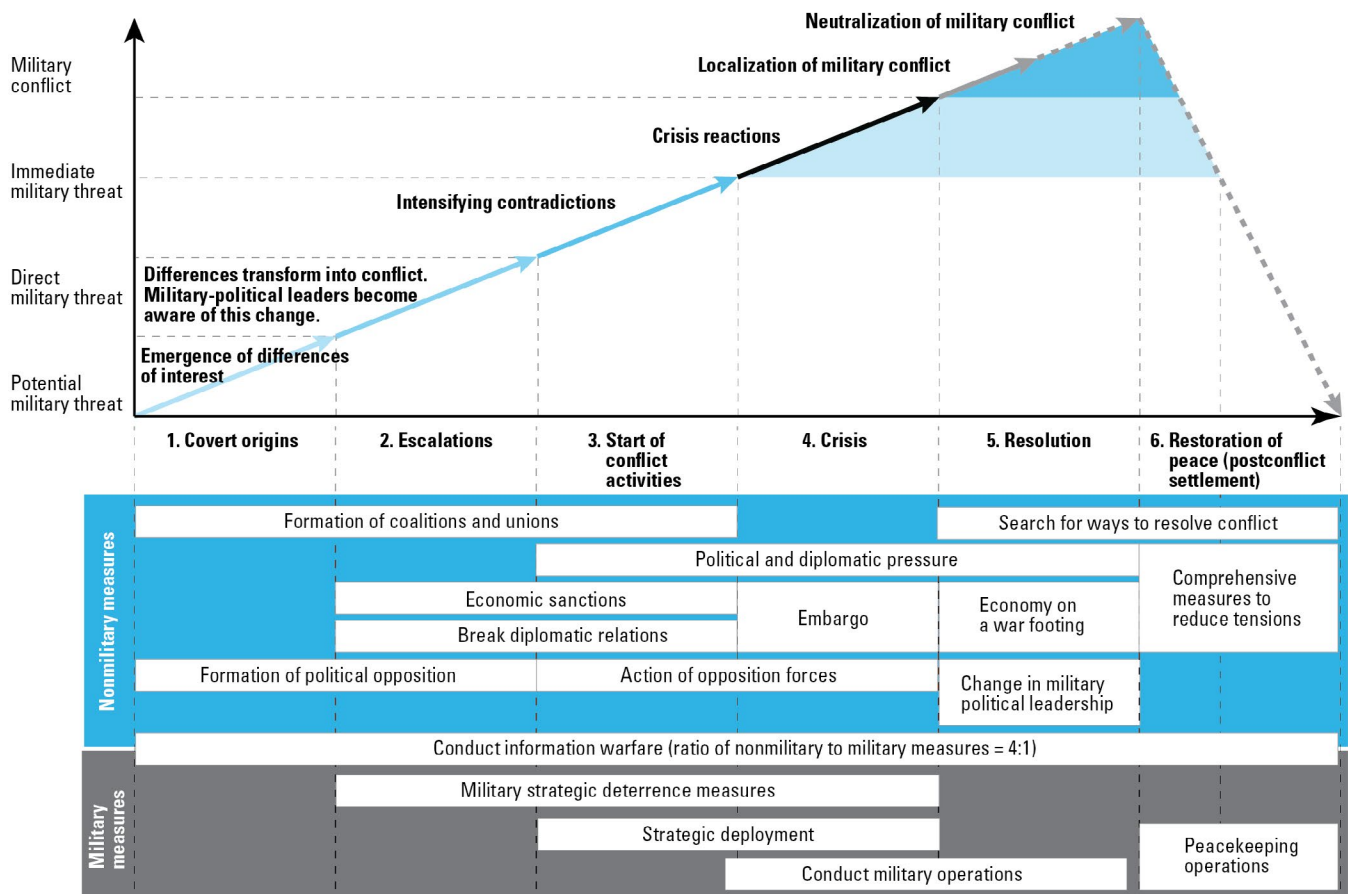 Neutralization of military conflict
Military
conflict
Localization of military conflict
Crisis reactions
Immediate
military threat
Intensifying contradictions
Direct
military threat
Differences transform into conflict.
Military-political leaders become
aware of this change.
Emergence of differences
of interest
Potential
military threat
1. Covert origins
2. Escalations
3. Start of
conflict
activities
4. Crisis
5. Resolution
6. Restoration of
peace (postconflict
settlement)
Nonmilitary measures
Formation of coalitions and unions
Search for ways to resolve conflict
Political and diplomatic pressure
Comprehensive
measures to
reduce tensions
Economic sanctions
Break diplomatic relations
Embargo
Economy on
a war footing
Formation of political opposition
Action of opposition forces
Change in military
political leadership
Conduct information warfare (ratio of nonmilitary to military measures = 4:1)
Military
measures
Military strategic deterrence measures
Strategic deployment
Conduct military operations
Peacekeeping
operations